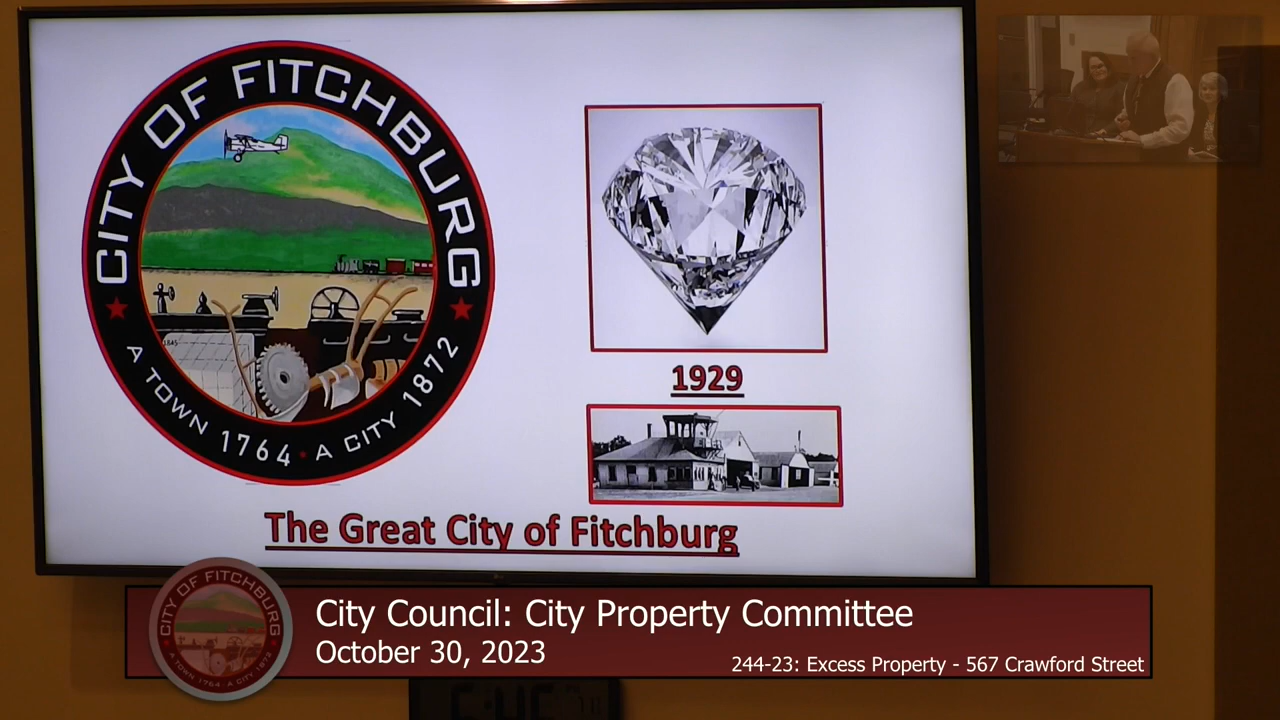 CITY OF FITCHBURG
A TOWN 1764 • A CITY 1872
1845
1929
The Great City of Fitchburg
CITY OF FITCHBURG
A TOWN 1764 • A CITY 1872
City Council: City Property Committee
October 30, 2023
244-23: Excess Property - 567 Crawford Street